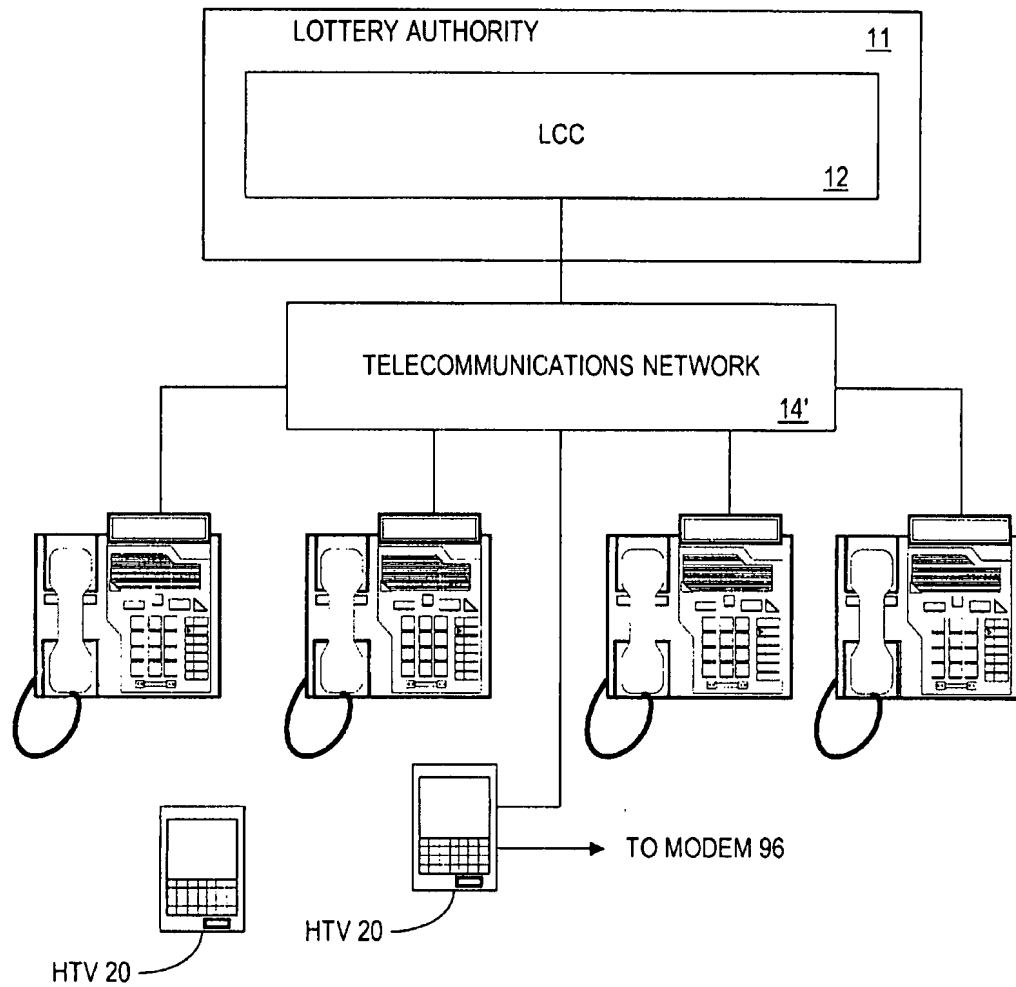 LOTTERY AUTHORITY
11
LCC
12
TELECOMMUNICATIONS NETWORK
14'
TO MODEM 96
HTV 20
HTV 20